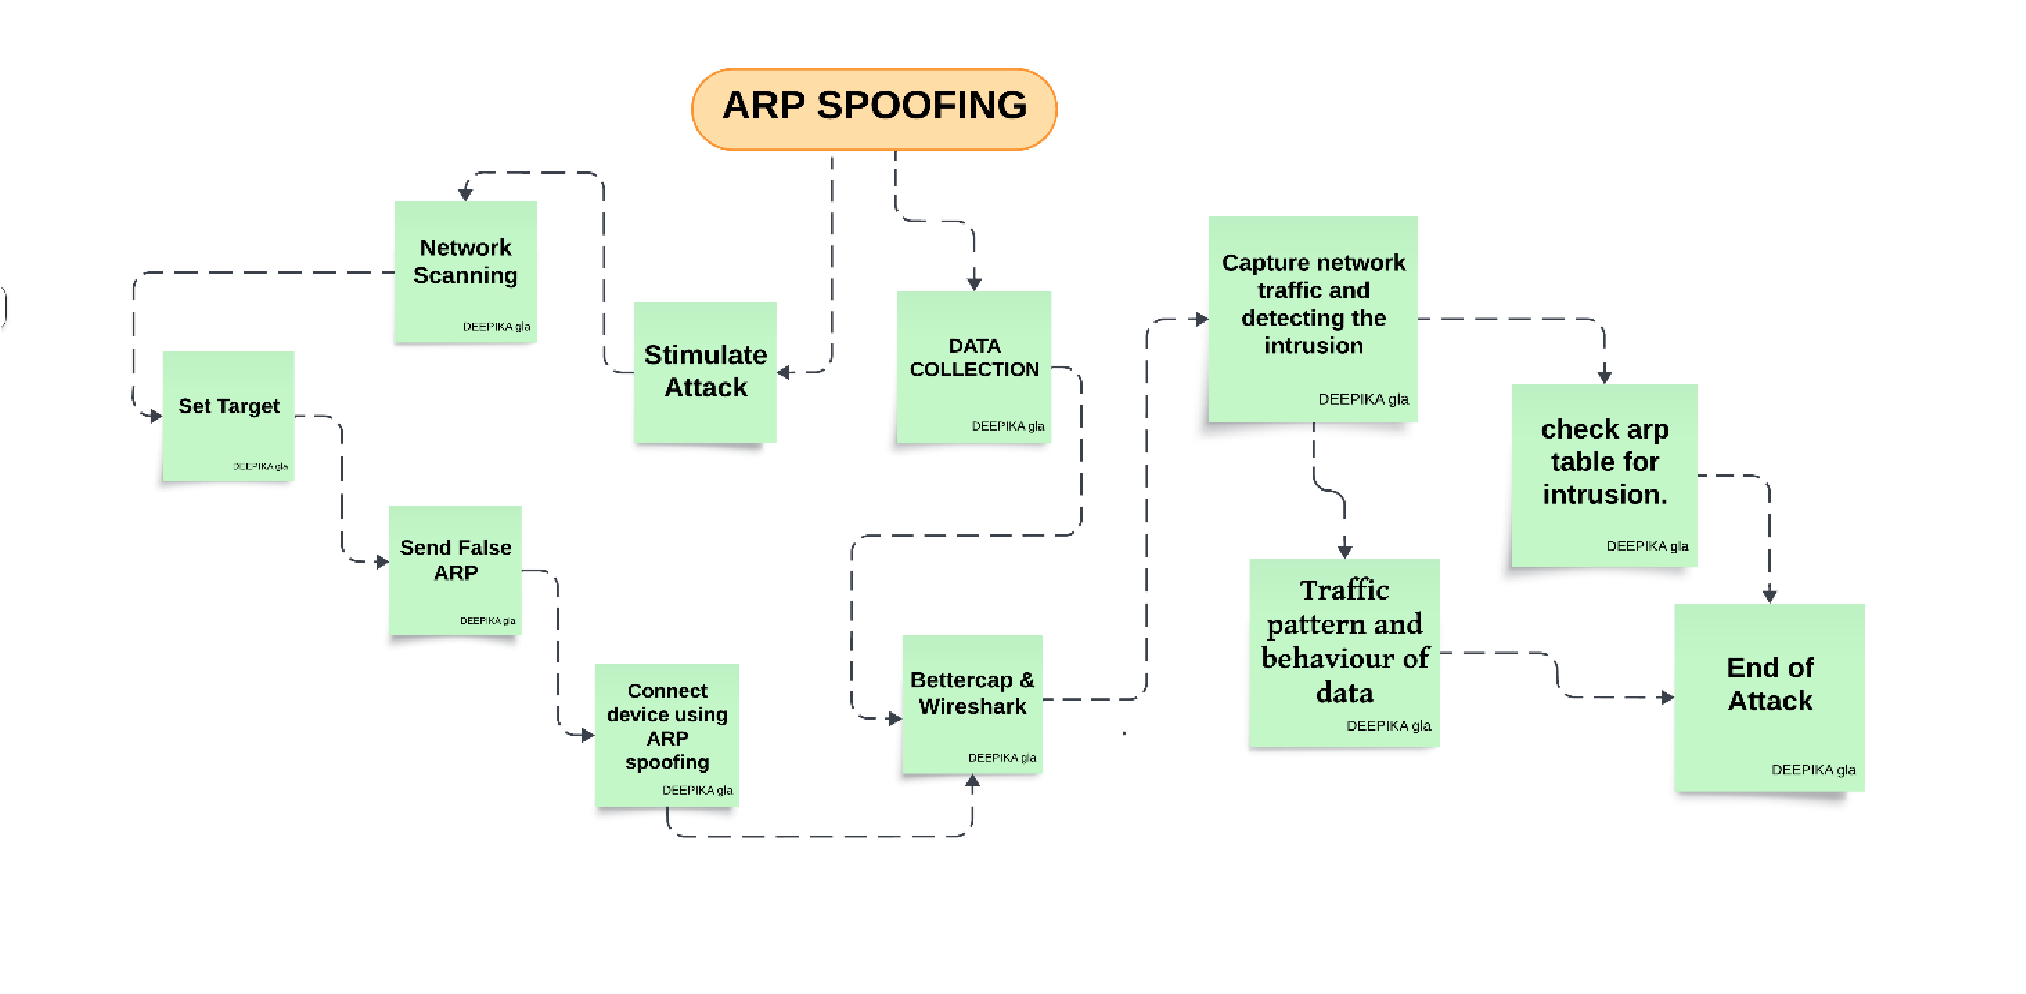 ARP SPOOFING
Network
Scanning
DEEPIKA gla
Stimulate
Attack
DATA
COLLECTION
DEEPIKA gla
Capture network
traffic and
detecting the
intrusion
DEEPIKA gla
Set Target
DEEPIKA gla
check arp
table for
intrusion.
DEEPIKA gla
Send False
ARP
DEEPIKA gla
Traffic
pattern and
behaviour of
data
DEEPIKA gla
Connect
device using
ARP
spoofing
DEEPIKA gla
Bettercap &
Wireshark
DEEPIKA gla
End of
Attack
DEEPIKA gla